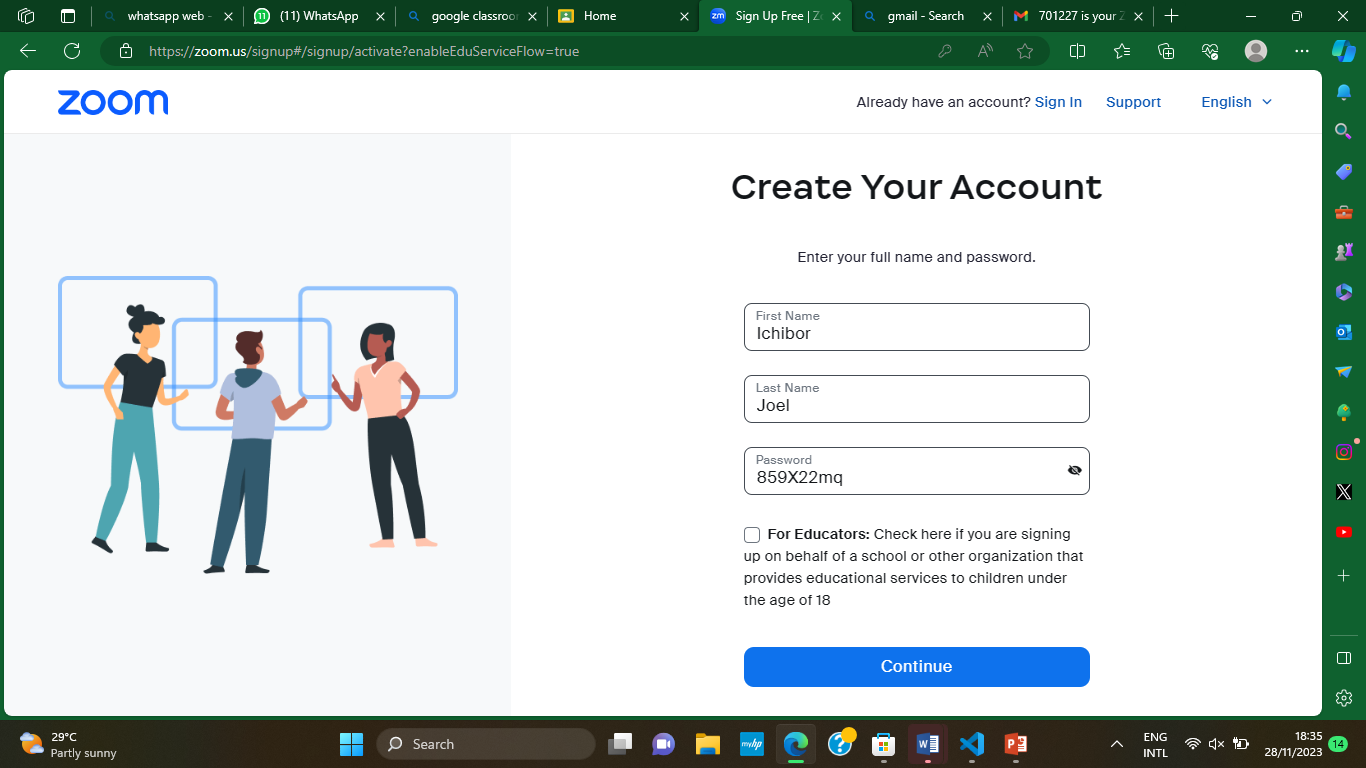 whatsapp web -
11
(11) WhatsApp
google classroo
Home
zm
Sign Up Free | Z
gmail - Search
701227 is your Z
https://zoom.us/signup#/signup/activate?enableEduServiceFlow=true
zoom
Already have an account? Sign In
Support
English
Create Your Account
Enter your full name and password.
First Name
Ichibor
Last Name
Joel
Password
859X22mq
For Educators: Check here if you are signing
up on behalf of a school or other organization that
provides educational services to children under
the age of 18
Continue
29°C
Partly sunny
Search
myhp
ENG
INTL
18:35
28/11/2023
14